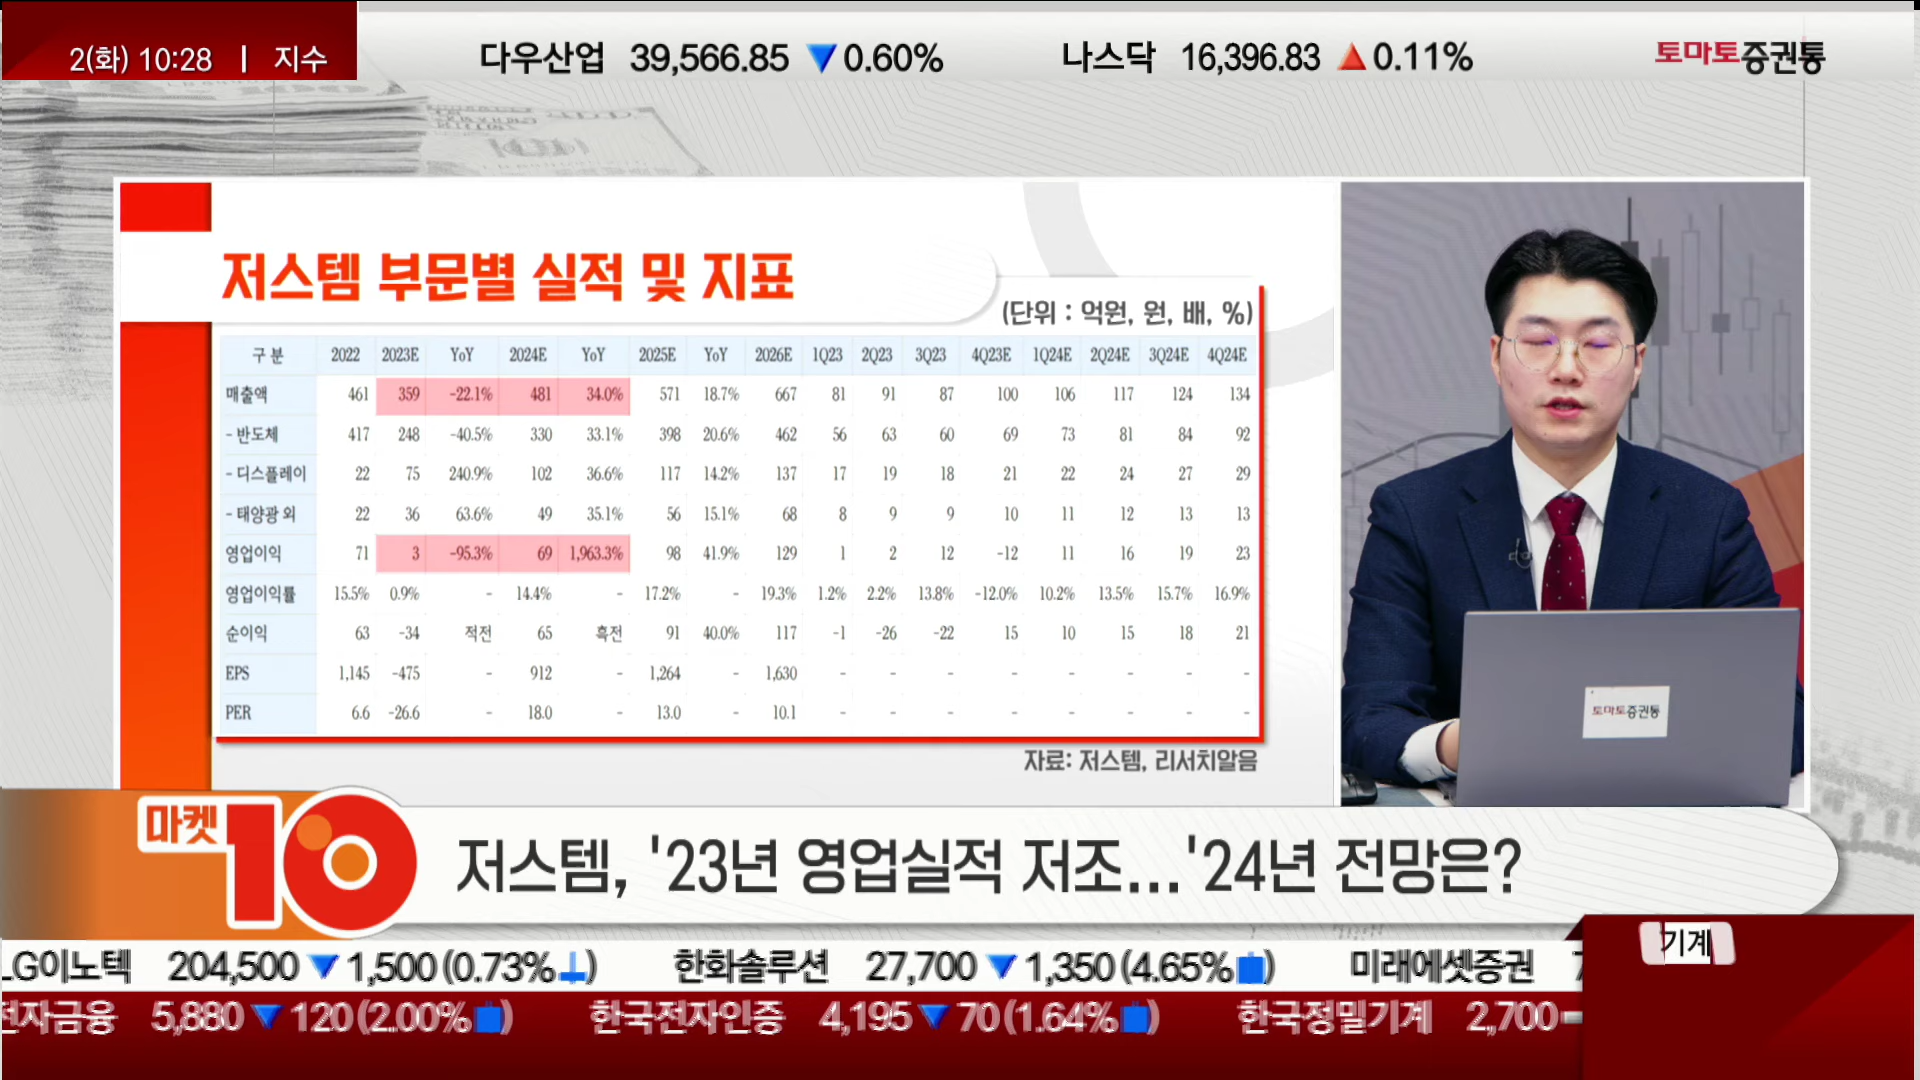 2(화) 10:28 | 지수
다우산업 39,566.85 ▼ 0.60% 나스닥 16,396.83 ▲ 0.11%
토마토증권통
저스템 부문별 실적 및 지표
(단위 : 억원, 원, 배, %)
구 분 2022 2023E YoY 2024E YoY 2025E YoY 2026E 1Q23 2Q23 3Q23 4Q23E 1Q24E 2Q24E 3Q24E 4Q24E
매출액 461 359 -22.1% 481 34.0% 571 18.7% 667 81 91 87 100 106 117 124 134
- 반도체 417 248 -40.5% 330 33.1% 398 20.6% 462 56 63 60 69 73 81 84 92
- 디스플레이 22 75 240.9% 102 36.6% 117 14.2% 137 17 19 18 21 22 24 27 29
- 태양광 외 22 36 63.6% 49 35.1% 56 15.1% 68 8 9 9 10 11 12 13 13
영업이익 71 3 -95.3% 69 1,963.3% 98 41.9% 129 1 2 12 -12 11 16 19 23
영업이익률 15.5% 0.9% - 14.4% - 17.2% - 19.3% 1.2% 2.2% 13.8% -12.0% 10.2% 13.5% 15.7% 16.9%
순이익 63 -34 적전 65 흑전 91 40.0% 117 -1 -26 -22 15 10 15 18 21
EPS 1,145 -475 - 912 - 1,264 - 1,630 - - - - - - - -
PER 6.6 -26.6 - 18.0 - 13.0 - 10.1 - - - - - - - -
자료: 저스템, 리서치알음
토마토증권통
마켓 10
저스템, '23년 영업실적 저조...'24년 전망은?
LG이노텍 204,500 ▼ 1,500 (0.73%) 한화솔루션 27,700 ▼ 1,350 (4.65%) 미래에셋증권
기계
전자금융 5,880 ▼ 120 (2.00%) 한국전자인증 4,195 ▼ 70 (1.64%) 한국정밀기계 2,700